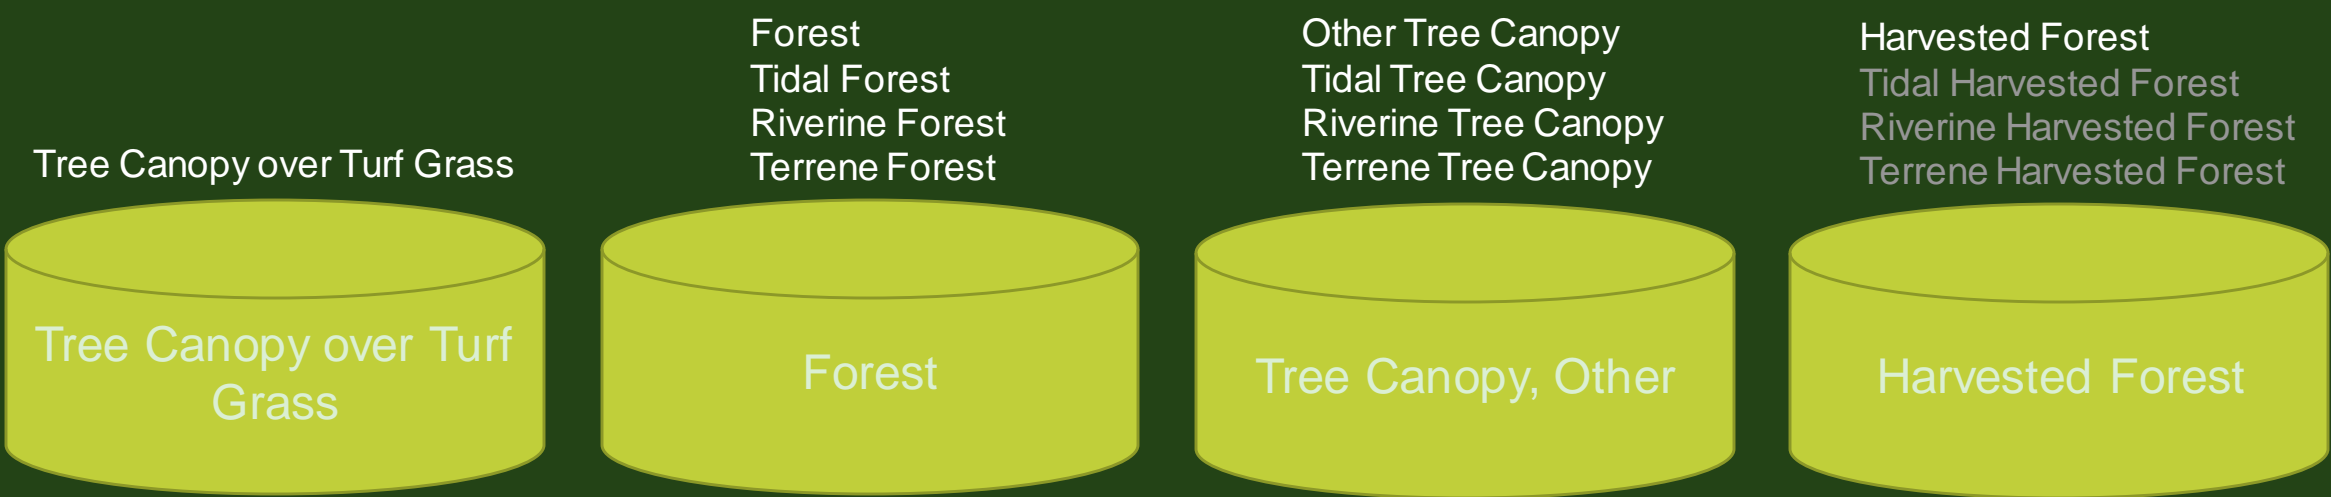 Tree Canopy over Turf Grass
Forest
Tidal Forest
Riverine Forest
Terrene Forest
Other Tree Canopy
Tidal Tree Canopy
Riverine Tree Canopy
Terrene Tree Canopy
Harvested Forest
Tidal Harvested Forest
Riverine Harvested Forest
Terrene Harvested Forest
Tree Canopy over Turf
Grass
Forest
Tree Canopy, Other
Harvested Forest